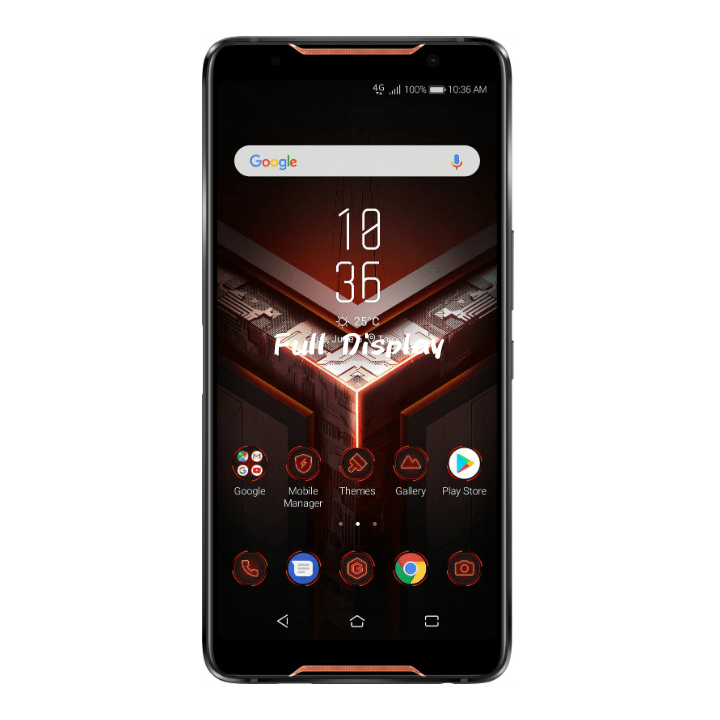 4G 100% 10:36 AM
Google
10
36
25°C
Full Display
Google
Mobile Manager
Themes
Gallery
Play Store